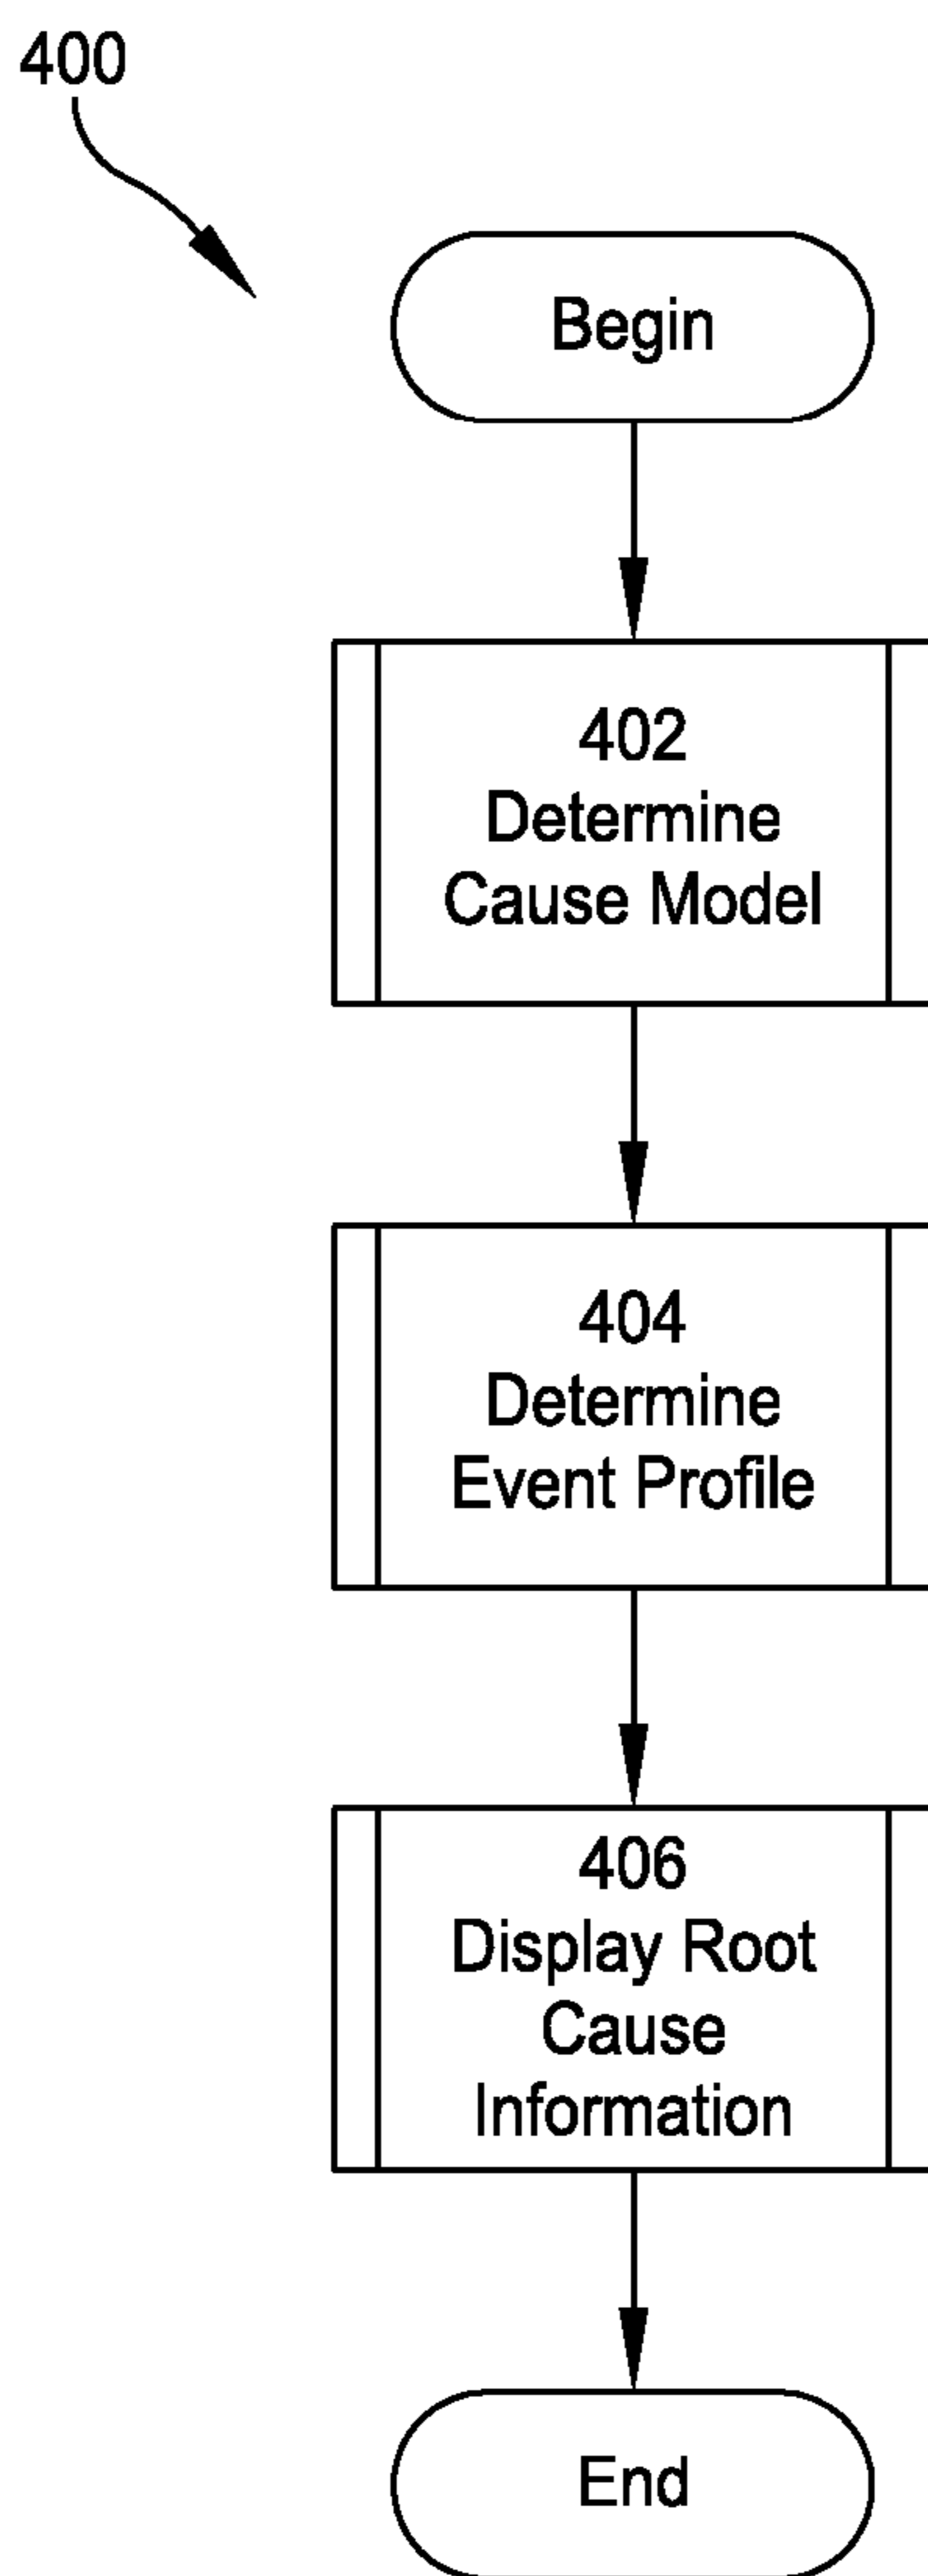 400
Begin
402
Determine
Cause Model
404
Determine
Event Profile
406
Display Root
Cause
Information
End